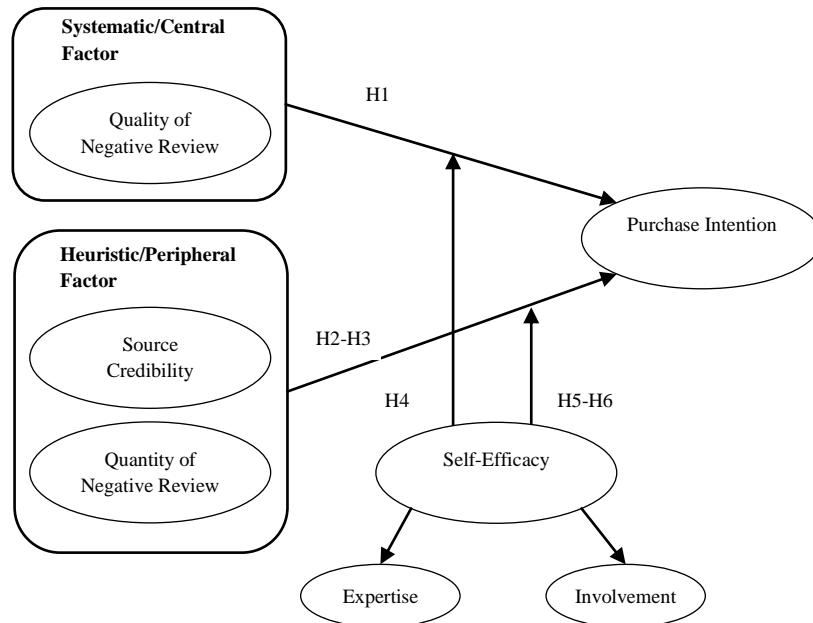 Systematic/Central
Factor
H1
Quality of
Negative Review
Purchase Intention
Heuristic/Peripheral
Factor
Source
Credibility
H2-H3
H4
H5-H6
Quantity of
Negative Review
Self-Efficacy
Expertise
Involvement